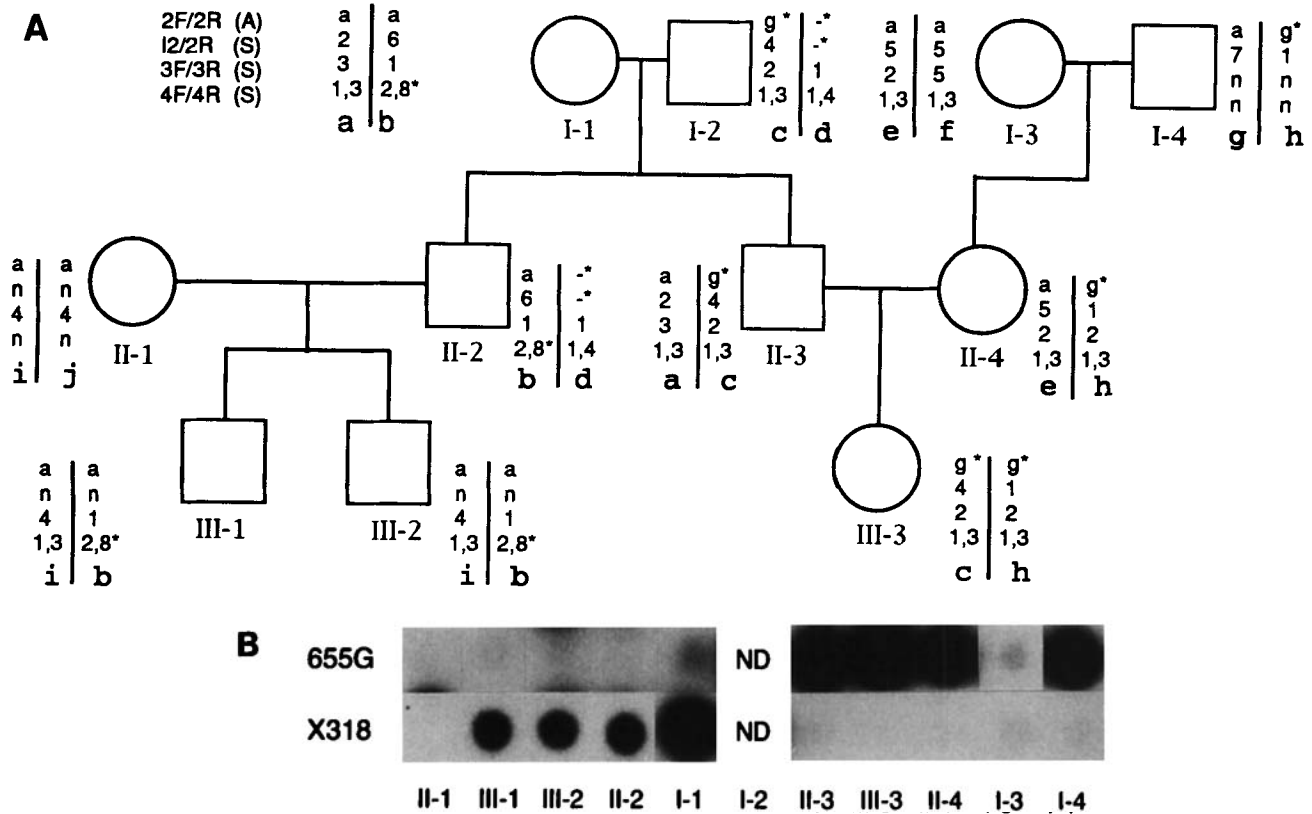 A
2F/2R (A) a a
I2/2R (S) 2 6
3F/3R (S) 3 1
4F/4R (S) 1,3 2,8*
a b
I-1
I-2
g* -*
4 -*
2 1
1,3 1,4
c d
a a
5 5
2 5
1,3 1,3
e f
I-3
I-4
a g*
7 1
n n
n n
g h
a a
n n
4 4
n n
i j
II-1
II-2
a -*
6 -*
1 1
2,8* 1,4
b d
a g*
2 4
3 2
1,3 1,3
a c
II-3
II-4
a g*
5 1
2 2
1,3 1,3
e h
a a
n n
4 1
1,3 2,8*
i b
III-1
III-2
a a
n n
4 1
1,3 2,8*
i b
III-3
g* g*
4 1
2 2
1,3 1,3
c h
B
655G ND
X318 ND
II-1 III-1 III-2 II-2 I-1 I-2 II-3 III-3 II-4 I-3 I-4